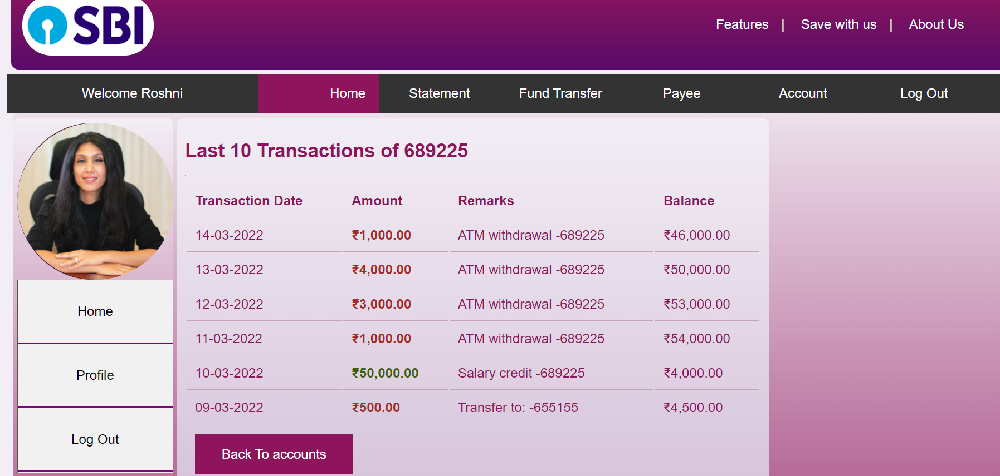 SBI
Features | Save with us | About Us
Welcome Roshni Home Statement Fund Transfer Payee Account Log Out
Last 10 Transactions of 689225
Transaction Date Amount Remarks Balance
14-03-2022 ₹1,000.00 ATM withdrawal -689225 ₹46,000.00
13-03-2022 ₹4,000.00 ATM withdrawal -689225 ₹50,000.00
12-03-2022 ₹3,000.00 ATM withdrawal -689225 ₹53,000.00
11-03-2022 ₹1,000.00 ATM withdrawal -689225 ₹54,000.00
10-03-2022 ₹50,000.00 Salary credit -689225 ₹4,000.00
09-03-2022 ₹500.00 Transfer to: -655155 ₹4,500.00
Back To accounts
Home
Profile
Log Out